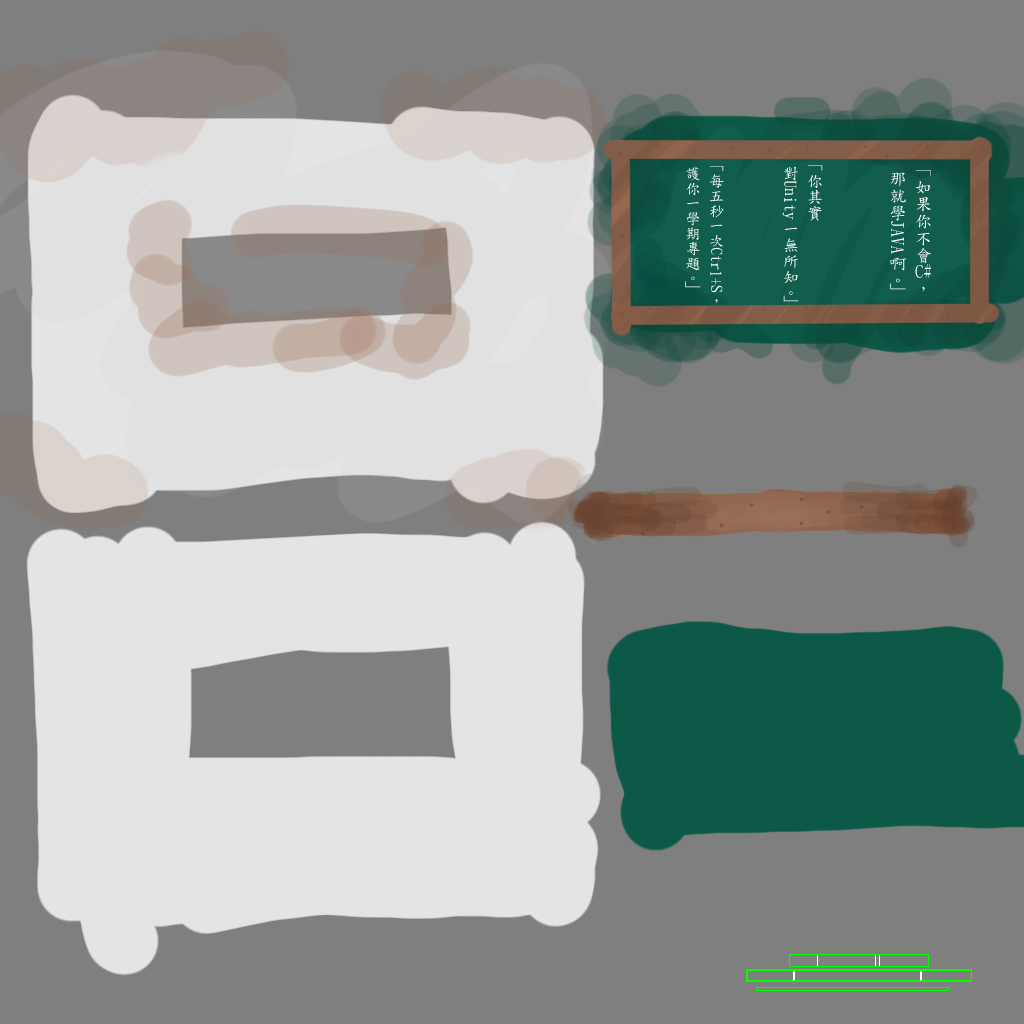 「如果你不會C#,
那就學JAVA啊。」
「你其實
對Unity一無所知。」
「每五秒一次Ctrl+S,
護你一學期專題。」